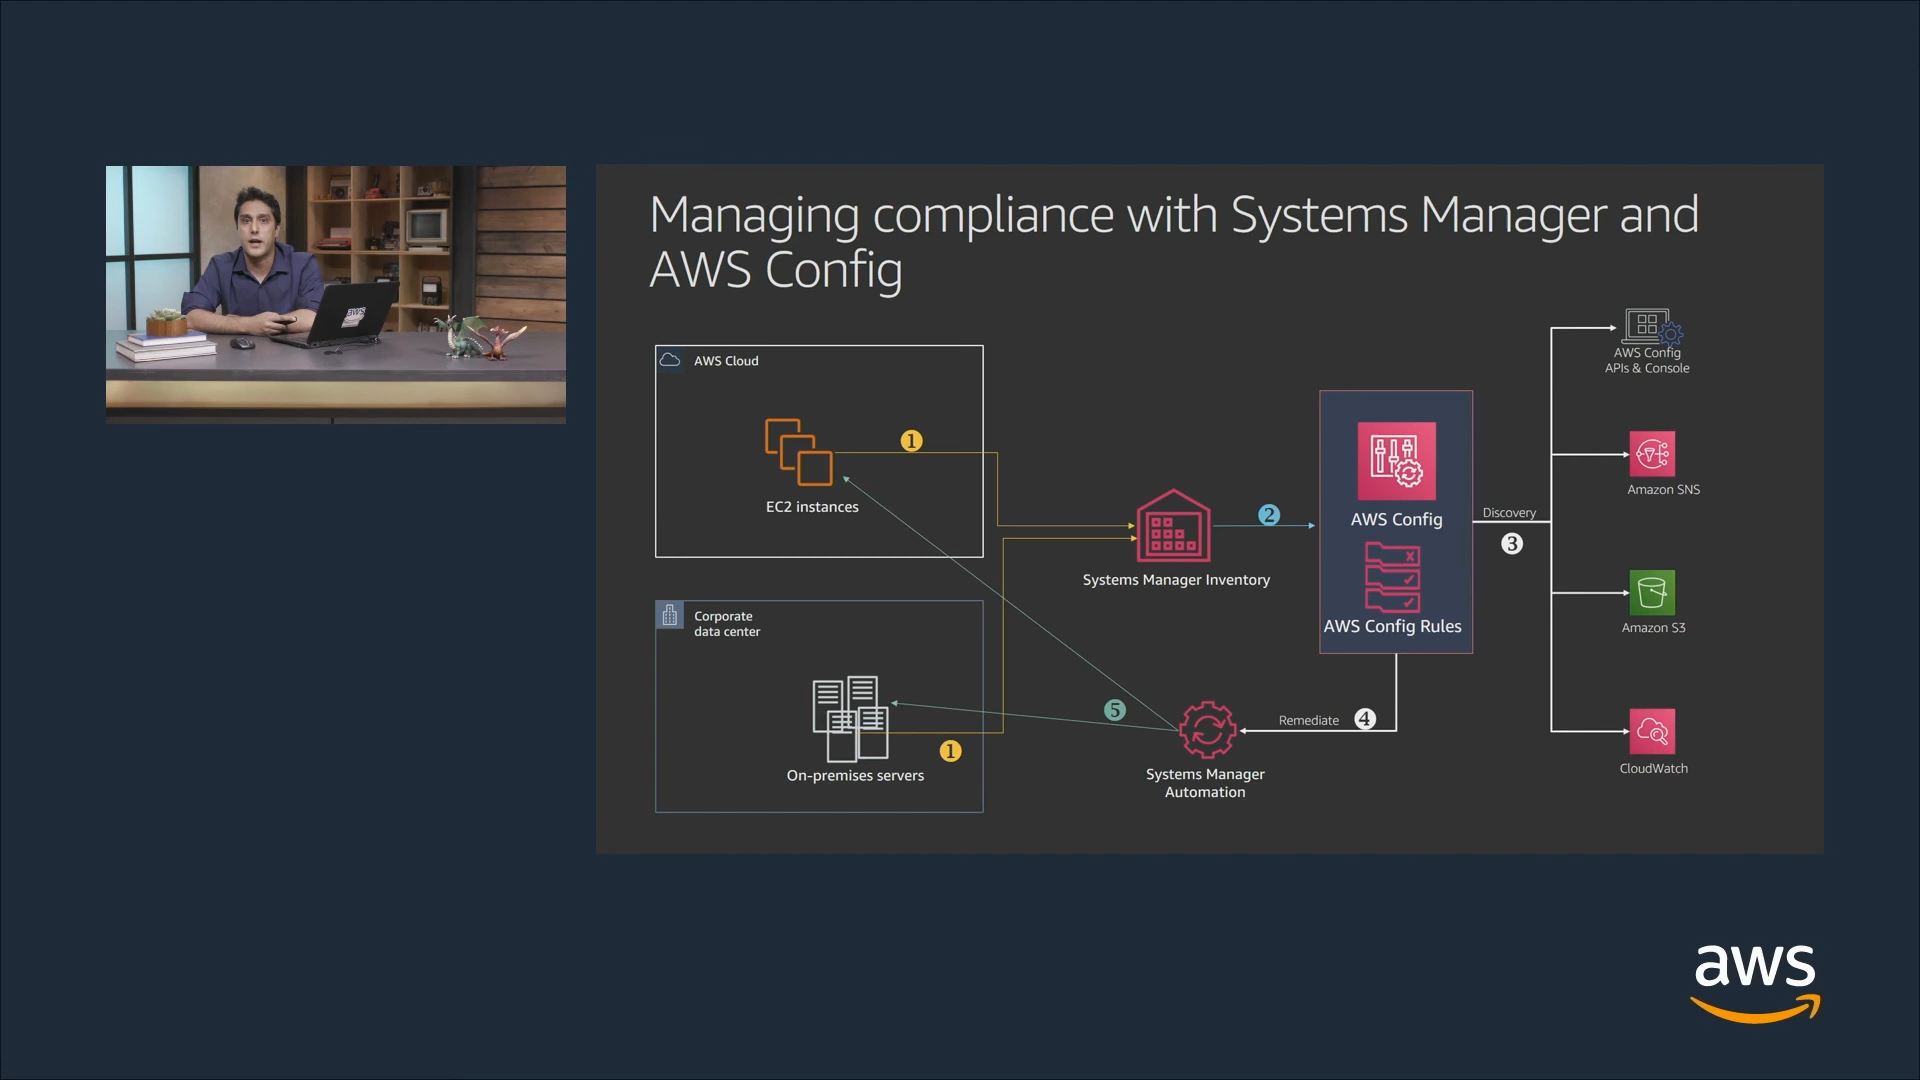 Managing compliance with Systems Manager and
AWS Config
AWS Cloud
1
EC2 instances
Corporate
data center
On-premises servers
1
Systems Manager Inventory
2
AWS Config
AWS Config Rules
Discovery
3
Remediate
4
5
Systems Manager
Automation
AWS Config
APIs & Console
Amazon SNS
Amazon S3
CloudWatch
aws
aws